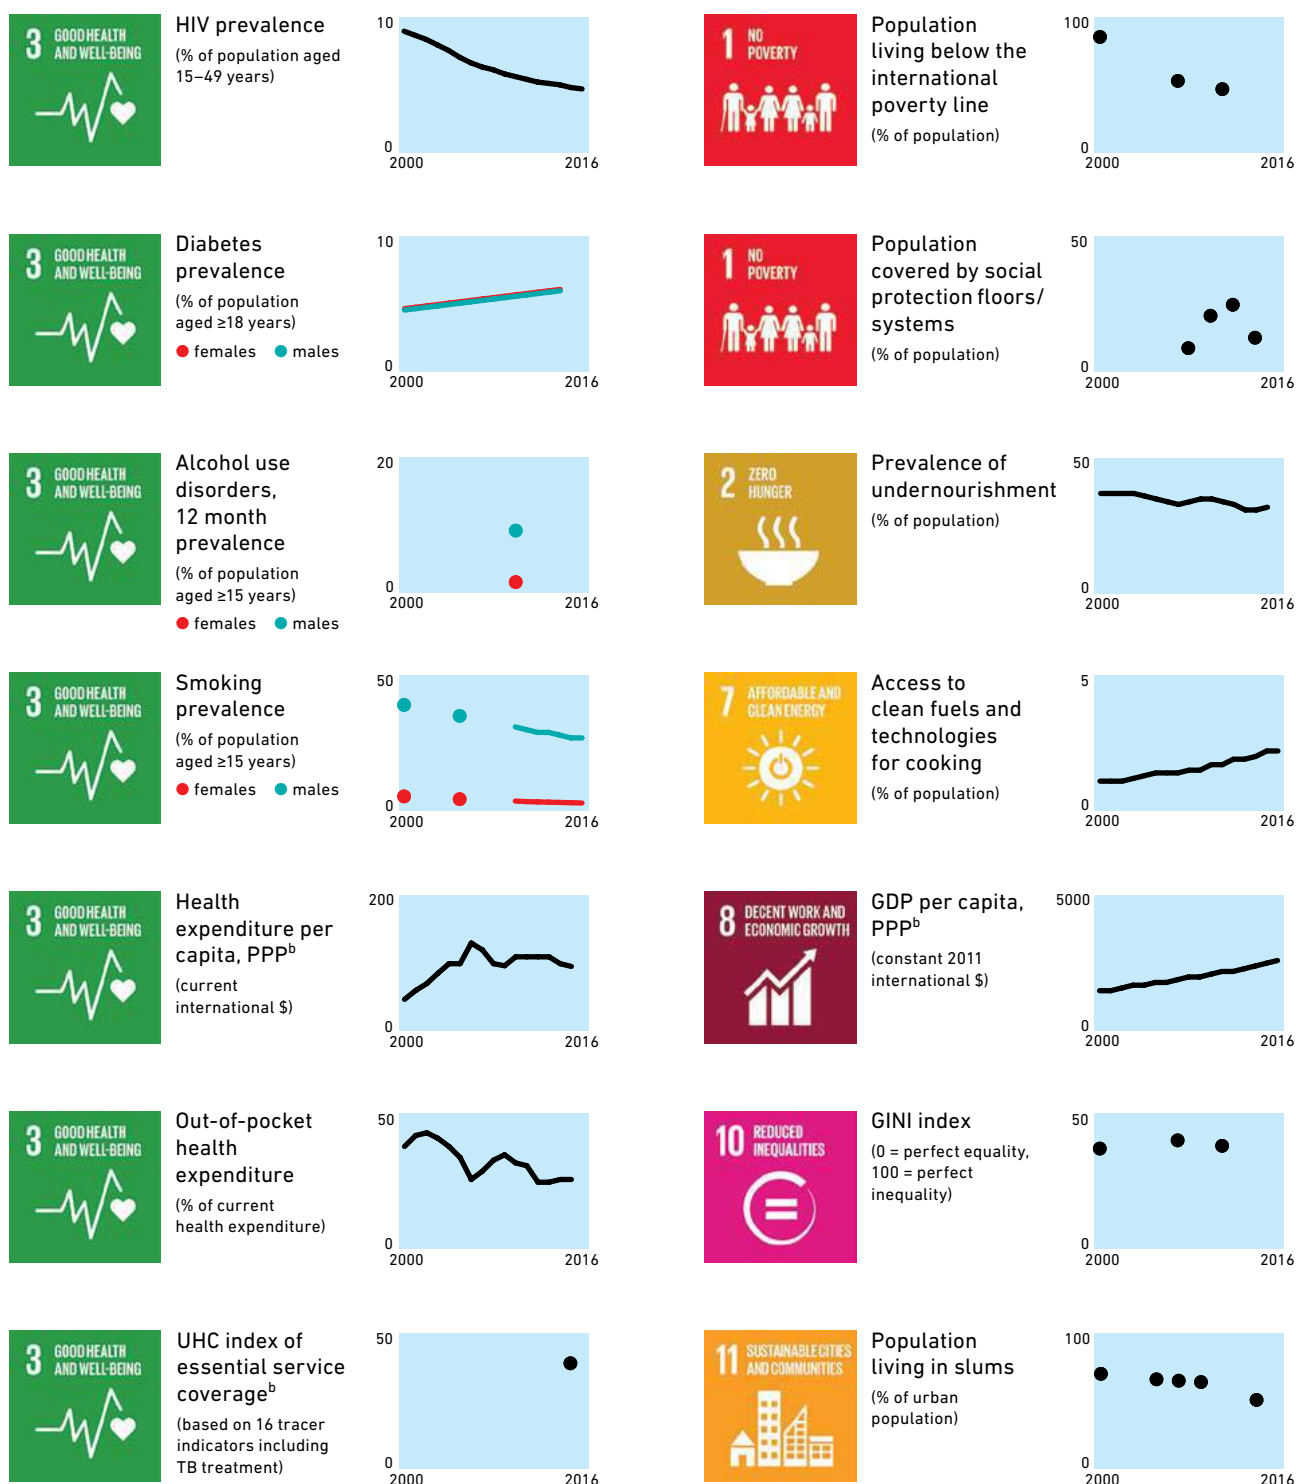 3 GOOD HEALTH
AND WELL-BEING
HIV prevalence
(% of population aged
15–49 years)
10
0
2000 2016
1 NO
POVERTY
Population
living below the
international
poverty line
(% of population)
100
0
2000 2016
3 GOOD HEALTH
AND WELL-BEING
Diabetes
prevalence
(% of population
aged ≥18 years)
females males
10
0
2000 2016
1 NO
POVERTY
Population
covered by social
protection floors/
systems
(% of population)
50
0
2000 2016
3 GOOD HEALTH
AND WELL-BEING
Alcohol use
disorders,
12 month
prevalence
(% of population
aged ≥15 years)
females males
20
0
2000 2016
2 ZERO
HUNGER
Prevalence of
undernourishment
(% of population)
50
0
2000 2016
3 GOOD HEALTH
AND WELL-BEING
Smoking
prevalence
(% of population
aged ≥15 years)
females males
50
0
2000 2016
7 AFFORDABLE AND
CLEAN ENERGY
Access to
clean fuels and
technologies
for cooking
(% of population)
5
0
2000 2016
3 GOOD HEALTH
AND WELL-BEING
Health
expenditure per
capita, PPPᵇ
(current
international $)
200
0
2000 2016
8 DECENT WORK AND
ECONOMIC GROWTH
GDP per capita,
PPPᵇ
(constant 2011
international $)
5000
0
2000 2016
3 GOOD HEALTH
AND WELL-BEING
Out-of-pocket
health
expenditure
(% of current
health expenditure)
50
0
2000 2016
10 REDUCED
INEQUALITIES
GINI index
(0 = perfect equality,
100 = perfect
inequality)
50
0
2000 2016
3 GOOD HEALTH
AND WELL-BEING
UHC index of
essential service
coverageᵇ
(based on 16 tracer
indicators including
TB treatment)
50
0
2000 2016
11 SUSTAINABLE CITIES
AND COMMUNITIES
Population
living in slums
(% of urban
population)
100
0
2000 2016